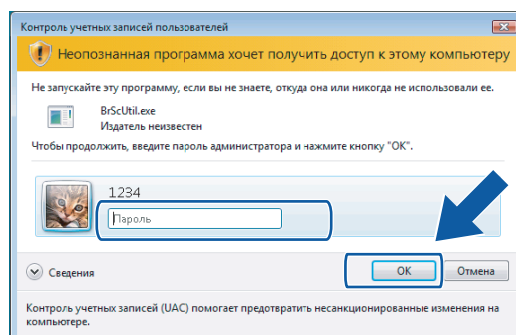 Контроль учетных записей пользователей
Неопознанная программа хочет получить доступ к этому компьютеру
Не запускайте эту программу, если вы не знаете, откуда она или никогда не использовали ее.
BrScUtil.exe
Издатель неизвестен
Чтобы продолжить, введите пароль администратора и нажмите кнопку "ОК".
1234
Пароль
Сведения
ОК
Отмена
Контроль учетных записей (UAC) помогает предотвратить несанкционированные изменения на
компьютере.